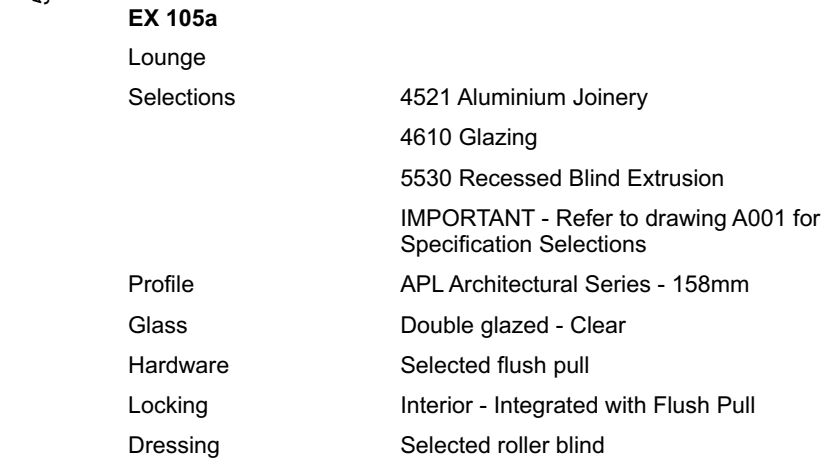 EX 105a
Lounge
Selections 4521 Aluminium Joinery
4610 Glazing
5530 Recessed Blind Extrusion
IMPORTANT - Refer to drawing A001 for
Specification Selections
Profile APL Architectural Series - 158mm
Glass Double glazed - Clear
Hardware Selected flush pull
Locking Interior - Integrated with Flush Pull
Dressing Selected roller blind